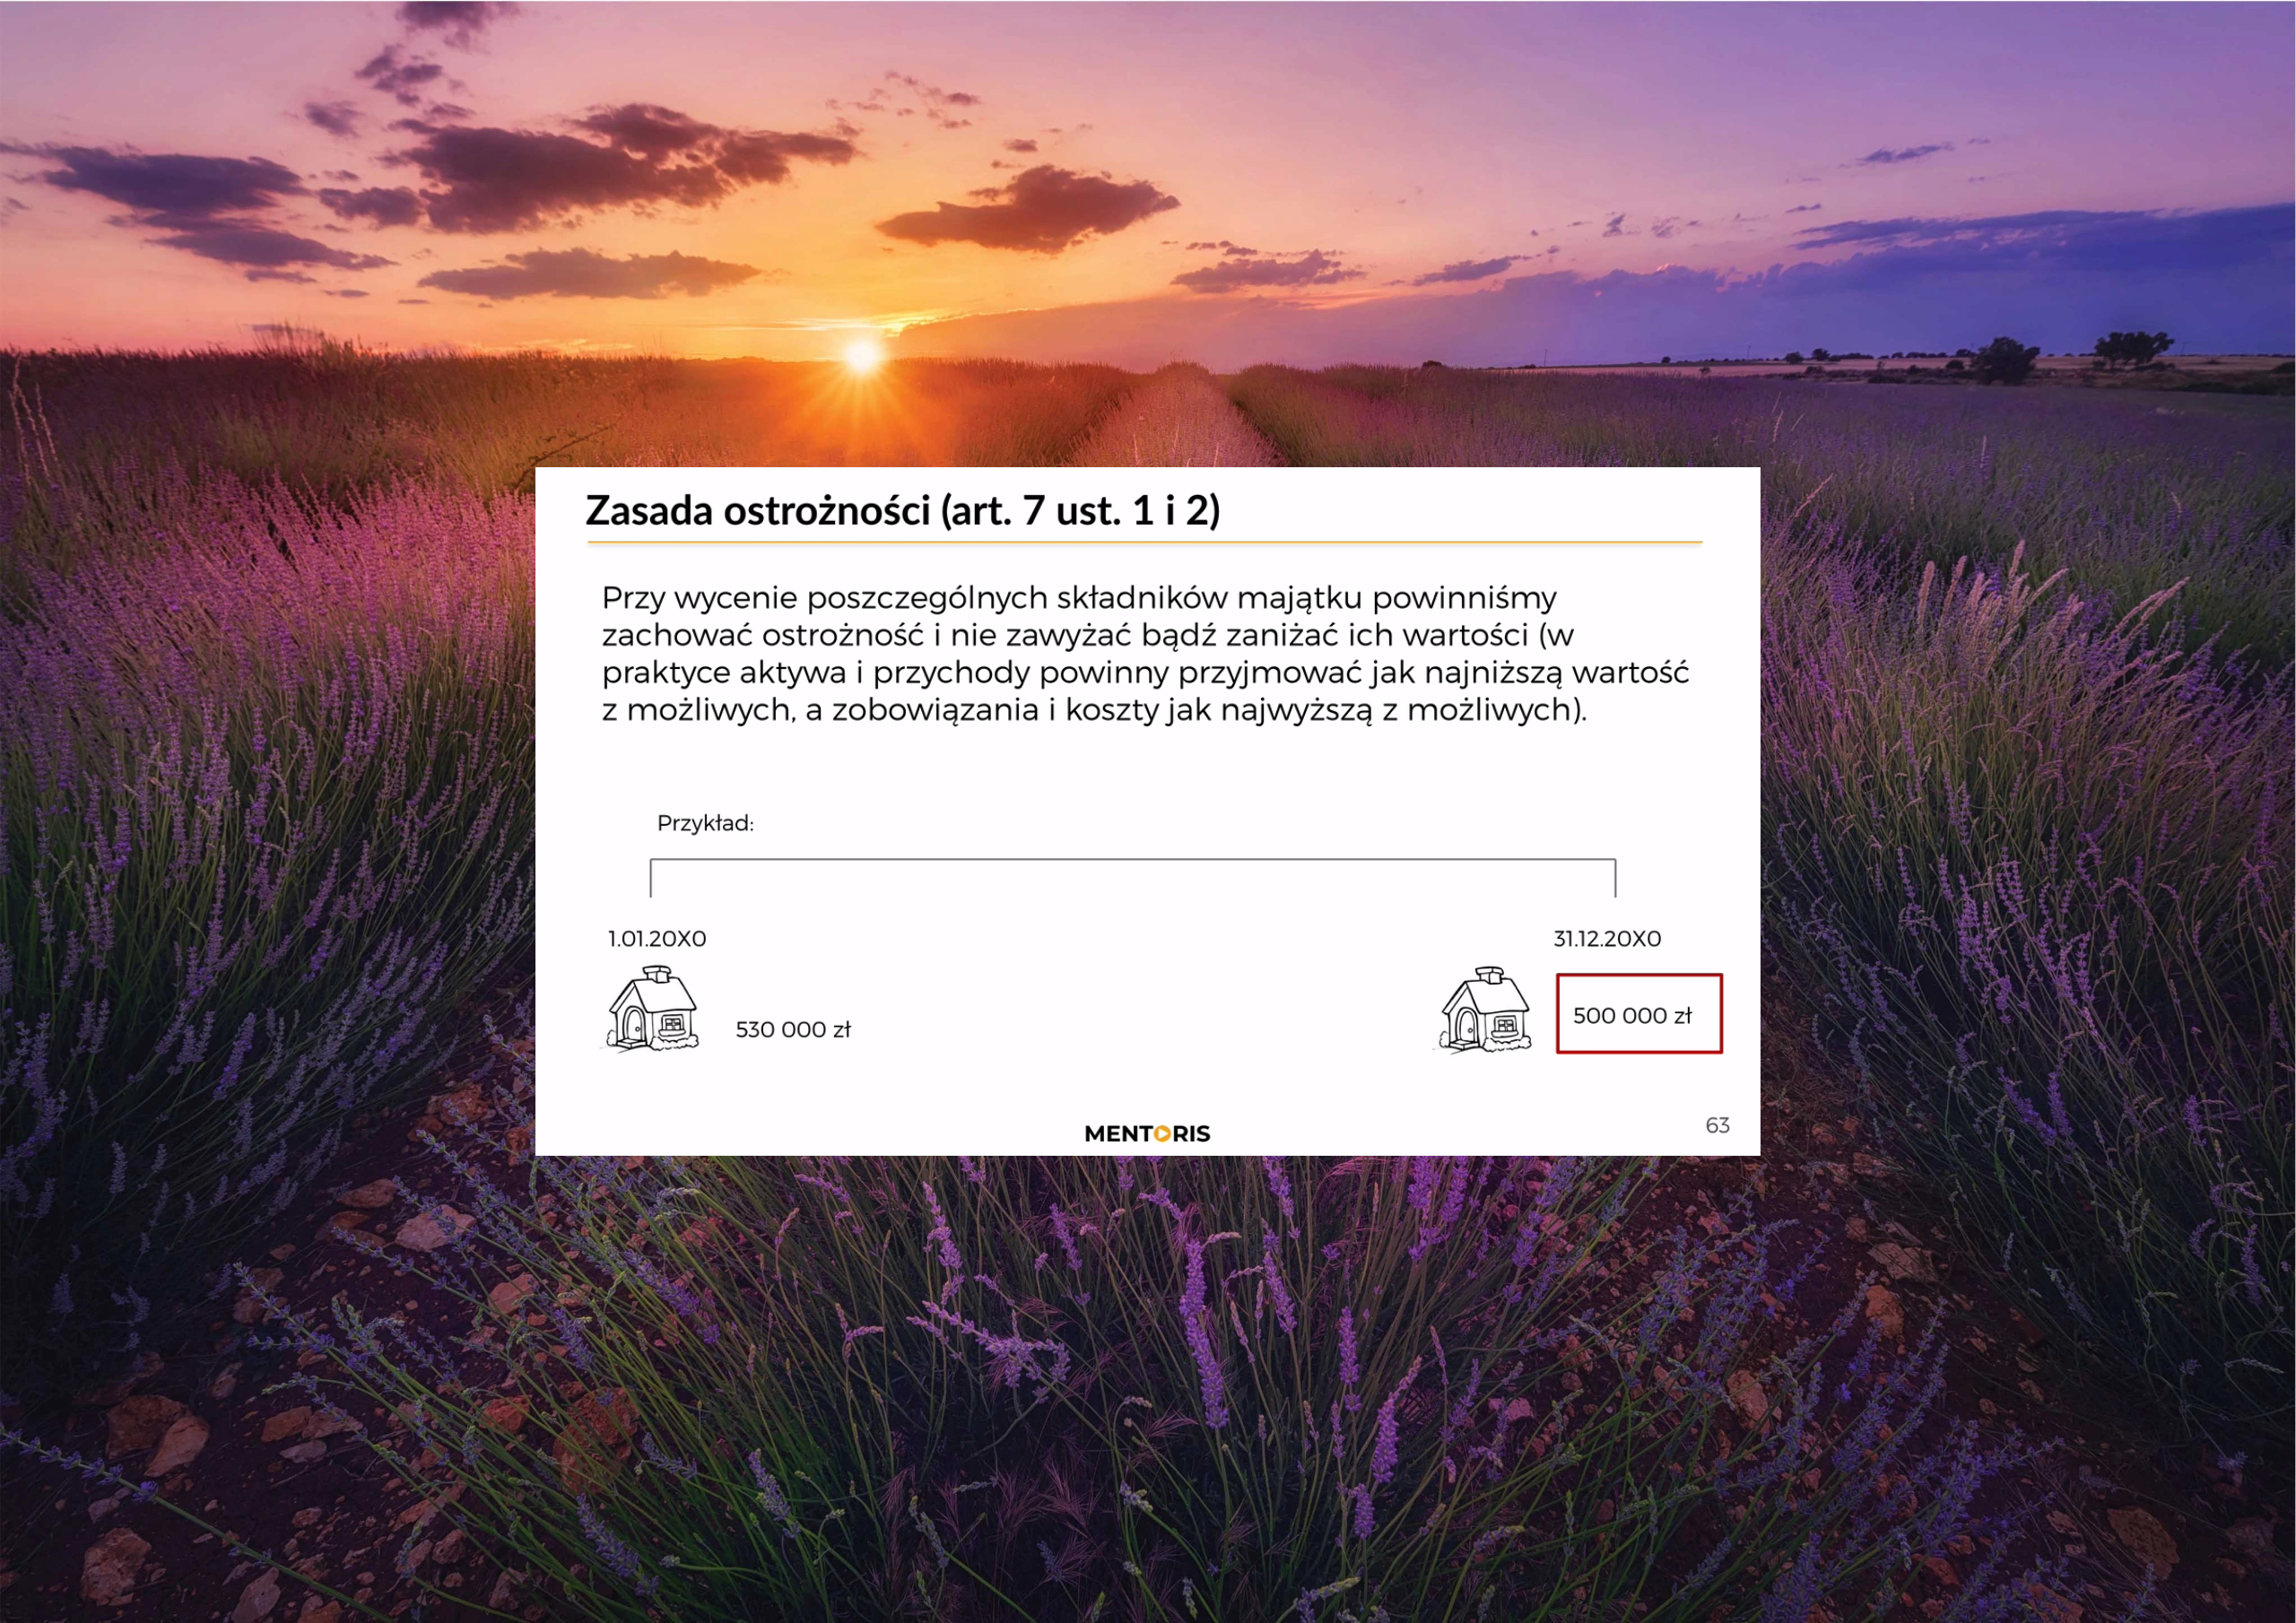 Zasada ostrożności (art. 7 ust. 1 i 2)
Przy wycenie poszczególnych składników majątku powinniśmy
zachować ostrożność i nie zawyżać bądź zaniżać ich wartości (w
praktyce aktywa i przychody powinny przyjmować jak najniższą wartość
z możliwych, a zobowiązania i koszty jak najwyższą z możliwych).
Przykład:
1.01.20X0
31.12.20X0
530 000 zł
500 000 zł
MENTORIS
63